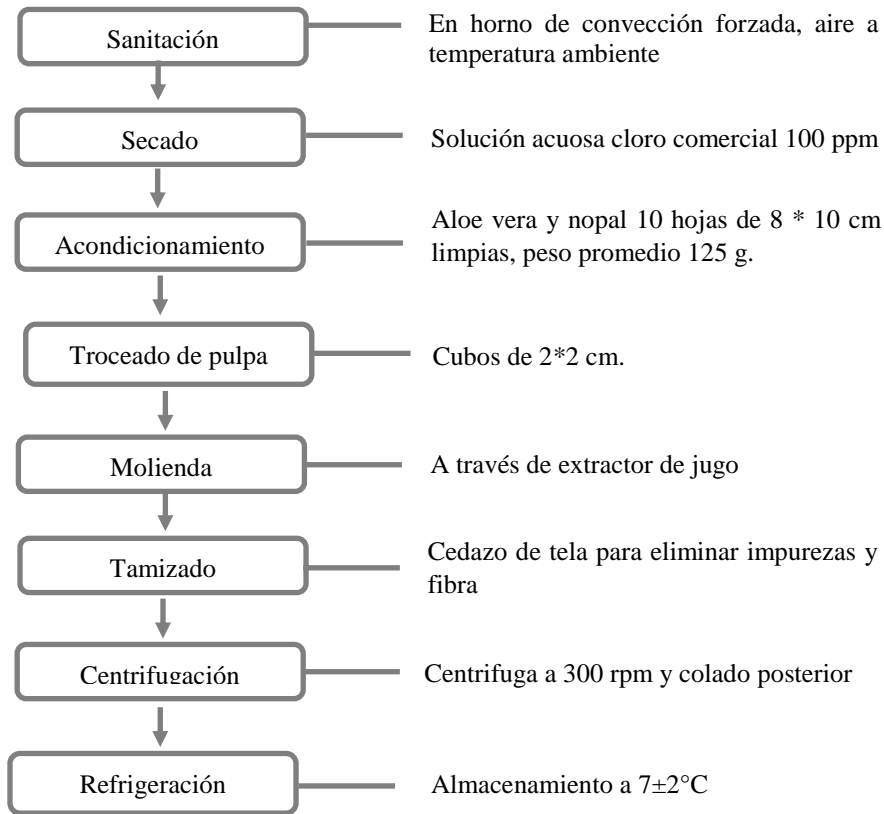 Sanitación
En horno de convección forzada, aire a
temperatura ambiente
Secado
Solución acuosa cloro comercial 100 ppm
Acondicionamiento
Aloe vera y nopal 10 hojas de 8 * 10 cm
limpias, peso promedio 125 g.
Troceado de pulpa
Cubos de 2*2 cm.
Molienda
A través de extractor de jugo
Tamizado
Cedazo de tela para eliminar impurezas y
fibra
Centrifugación
Centrifuga a 300 rpm y colado posterior
Refrigeración
Almacenamiento a 7±2°C